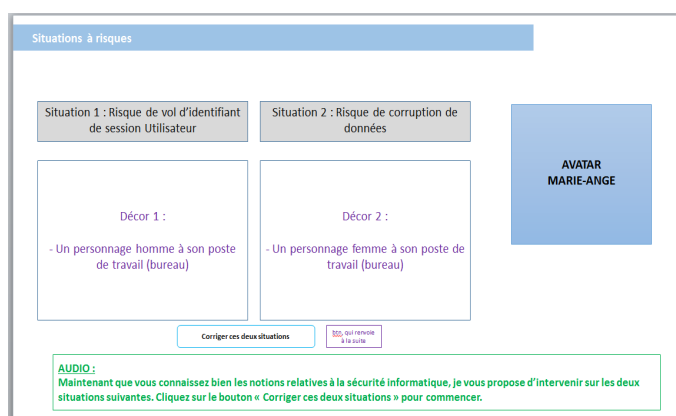 Situations à risques
Situation 1 : Risque de vol d'identifiant
de session Utilisateur
Situation 2 : Risque de corruption de
données
AVATAR
MARIE-ANGE
Décor 1 :
- Un personnage homme à son poste
de travail (bureau)
Décor 2 :
- Un personnage femme à son poste de
travail (bureau)
Corriger ces deux situations
btn, qui renvoie
à la suite
AUDIO :
Maintenant que vous connaissez bien les notions relatives à la sécurité informatique, je vous propose d'intervenir sur les deux
situations suivantes. Cliquez sur le bouton « Corriger ces deux situations » pour commencer.